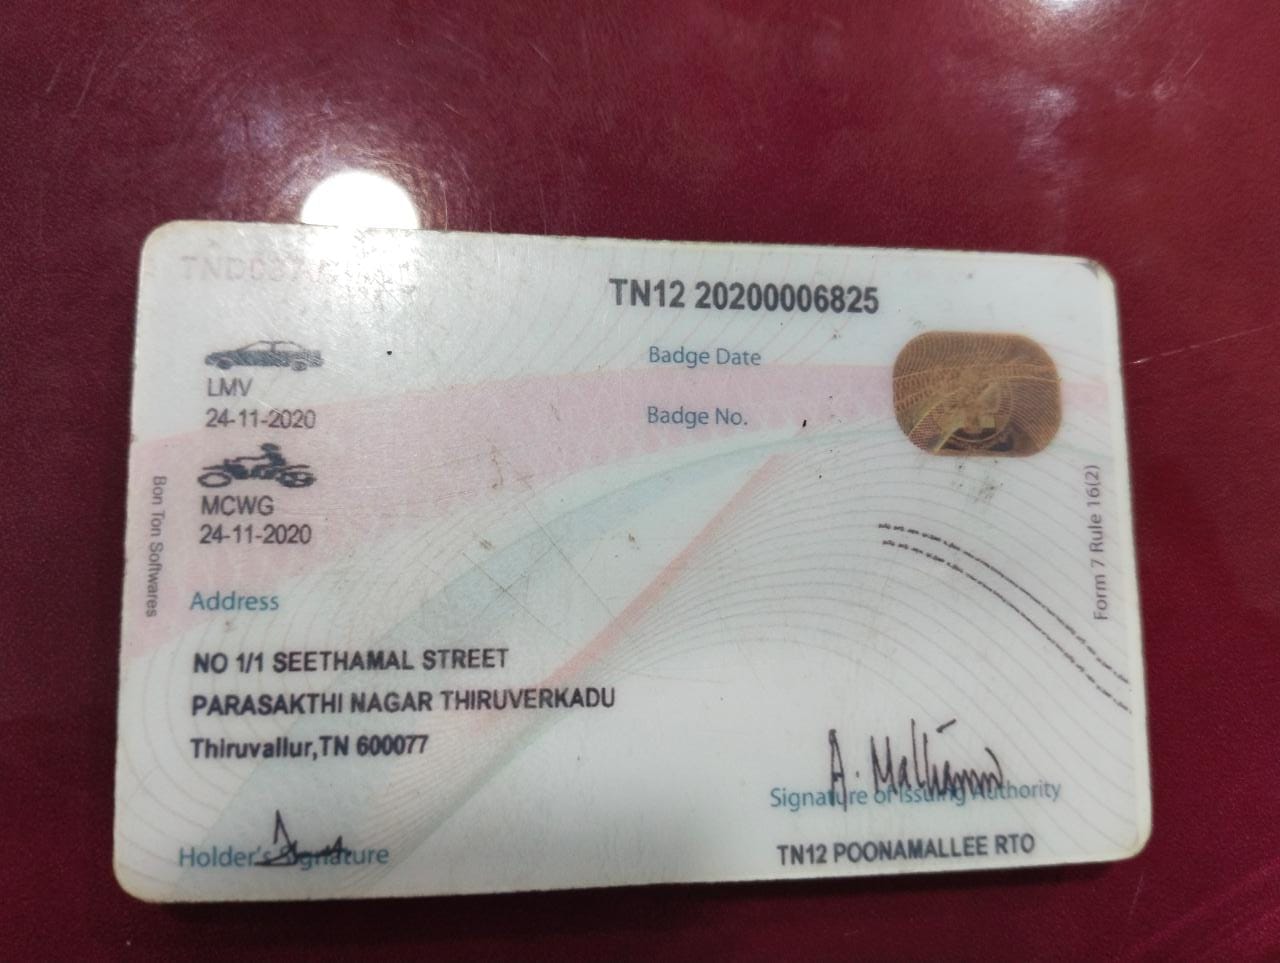 TN12 20200006825
LMV
24-11-2020
Badge Date
Badge No.
MCWG
24-11-2020
Bon Ton Softwares
Form 7 Rule 16(2)
Address
NO 1/1 SEETHAMAL STREET
PARASAKTHI NAGAR THIRUVERKADU
Thiruvallur,TN 600077
Holder's Signature
Signature of Issuing Authority
TN12 POONAMALLEE RTO